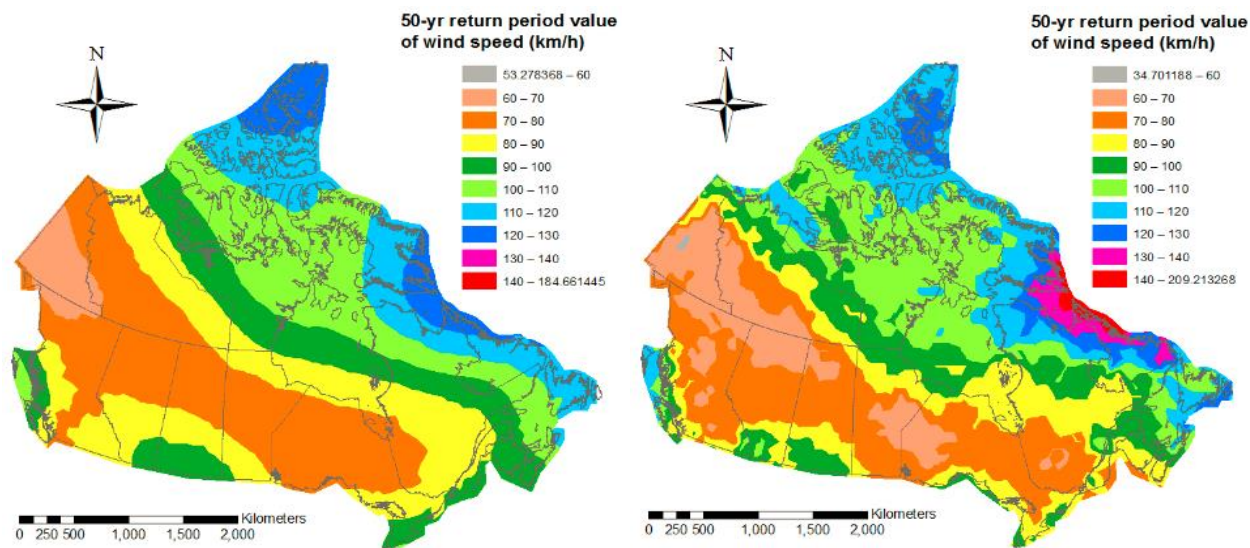 50-yr return period value
of wind speed (km/h)
N
53.278368 – 60
60 – 70
70 – 80
80 – 90
90 – 100
100 – 110
110 – 120
120 – 130
130 – 140
140 – 184.661445
Kilometers
0 250 500 1,000 1,500 2,000
50-yr return period value
of wind speed (km/h)
N
34.701188 – 60
60 – 70
70 – 80
80 – 90
90 – 100
100 – 110
110 – 120
120 – 130
130 – 140
140 – 209.213268
Kilometers
0 250 500 1,000 1,500 2,000